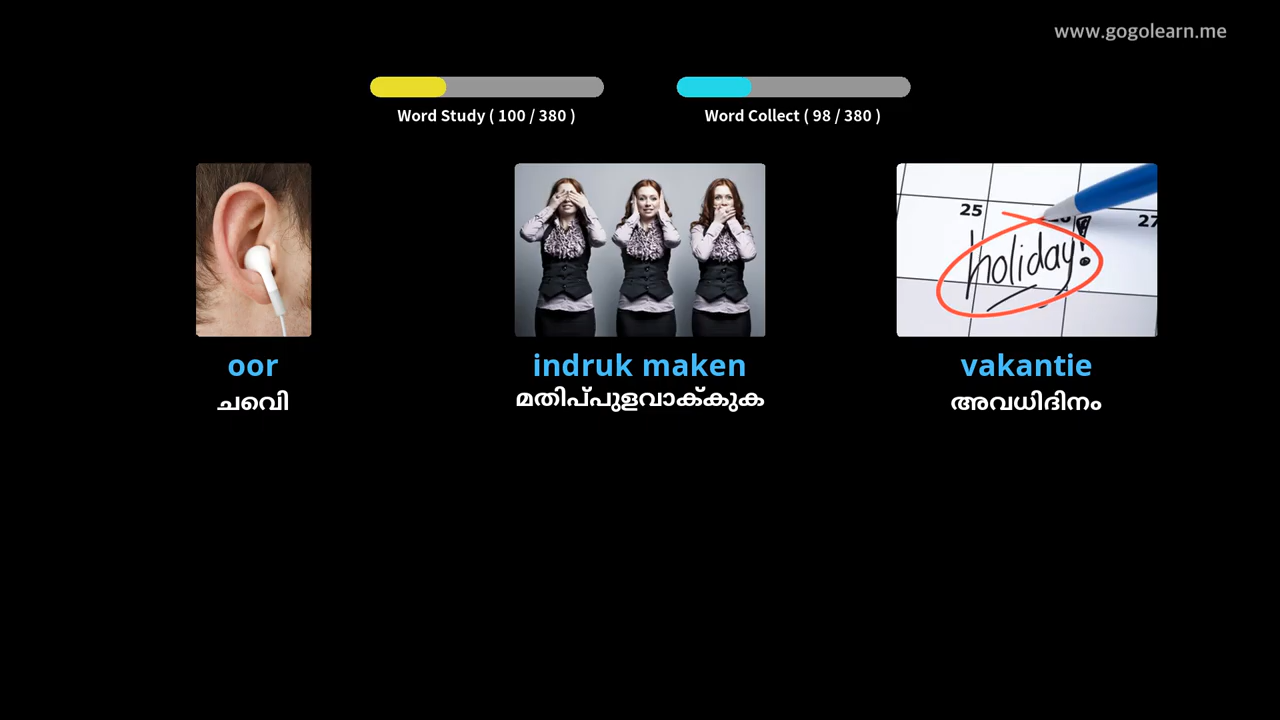 www.gogolearn.me
Word Study ( 100 / 380 )
Word Collect ( 98 / 380 )
25
27
holiday!
oor
indruk maken
vakantie
ചെവി
മതിപ്പുളവാക്കുക
അവധിദിനം